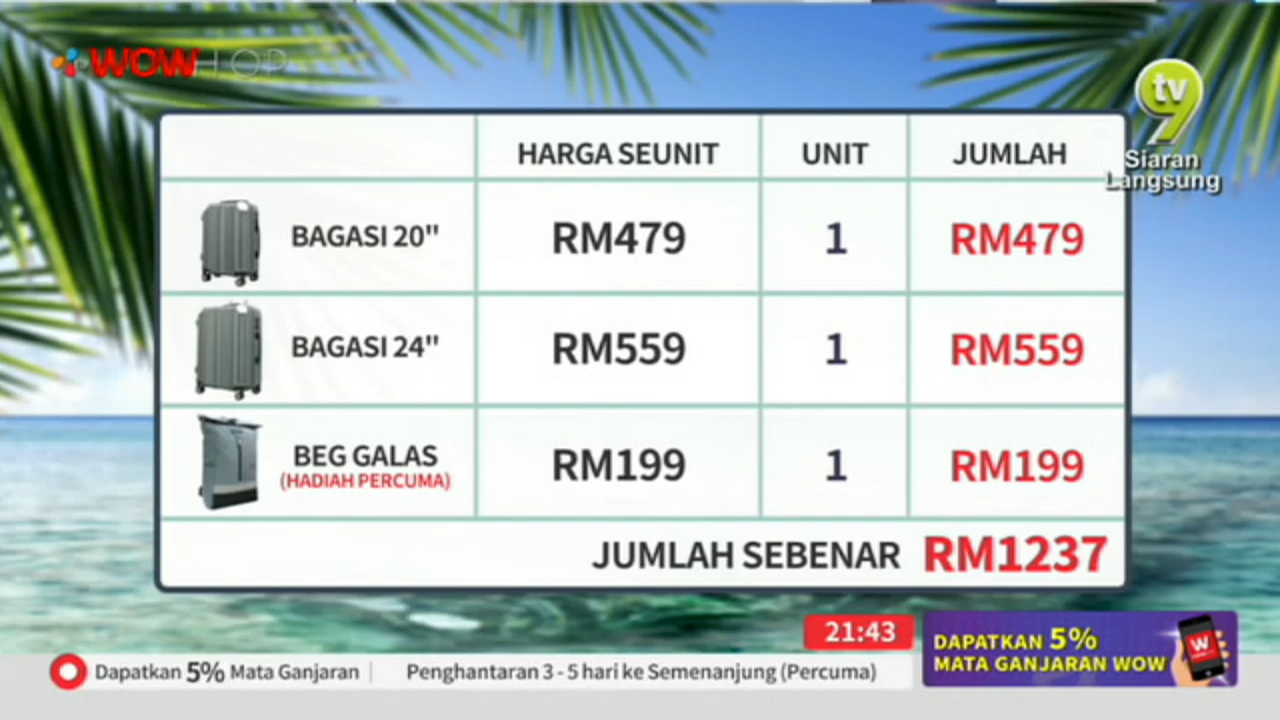 WOWSHOP
tv9
Siaran
Langsung
HARGA SEUNIT UNIT JUMLAH
BAGASI 20" RM479 1 RM479
BAGASI 24" RM559 1 RM559
BEG GALAS RM199 1 RM199
(HADIAH PERCUMA)
JUMLAH SEBENAR RM1237
21:43
DAPATKAN 5%
MATA GANJARAN WOW
W
Dapatkan 5% Mata Ganjaran | Penghantaran 3 - 5 hari ke Semenanjung (Percuma)